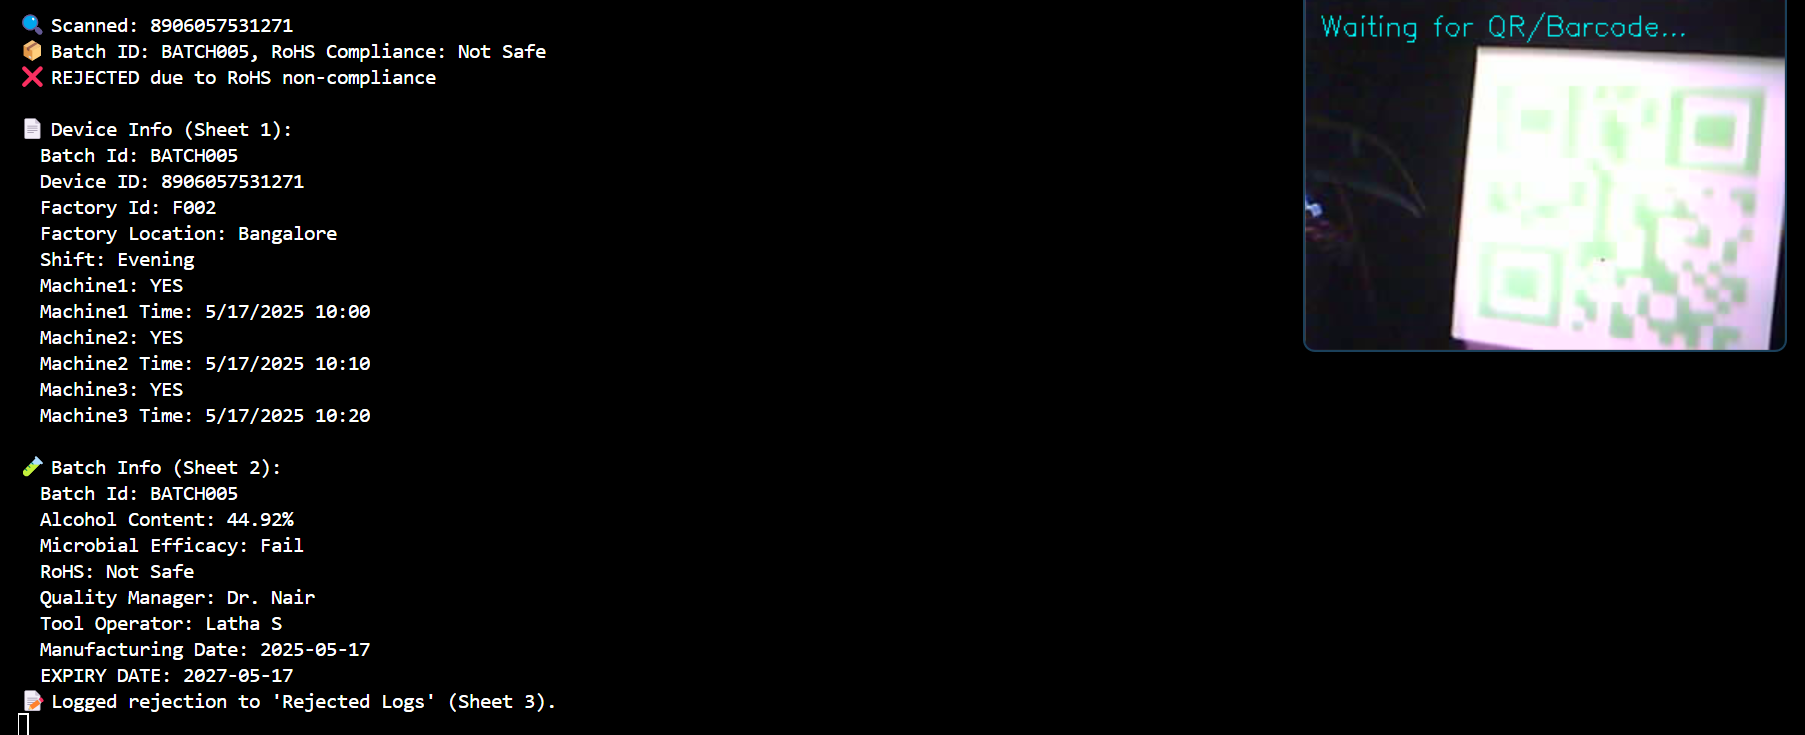 Scanned: 8906057531271
Batch ID: BATCH005, RoHS Compliance: Not Safe
REJECTED due to RoHS non-compliance
Device Info (Sheet 1):
Batch Id: BATCH005
Device ID: 8906057531271
Factory Id: F002
Factory Location: Bangalore
Shift: Evening
Machine1: YES
Machine1 Time: 5/17/2025 10:00
Machine2: YES
Machine2 Time: 5/17/2025 10:10
Machine3: YES
Machine3 Time: 5/17/2025 10:20
Batch Info (Sheet 2):
Batch Id: BATCH005
Alcohol Content: 44.92%
Microbial Efficacy: Fail
RoHS: Not Safe
Quality Manager: Dr. Nair
Tool Operator: Latha S
Manufacturing Date: 2025-05-17
EXPIRY DATE: 2027-05-17
Logged rejection to 'Rejected Logs' (Sheet 3).
Waiting for QR/Barcode...